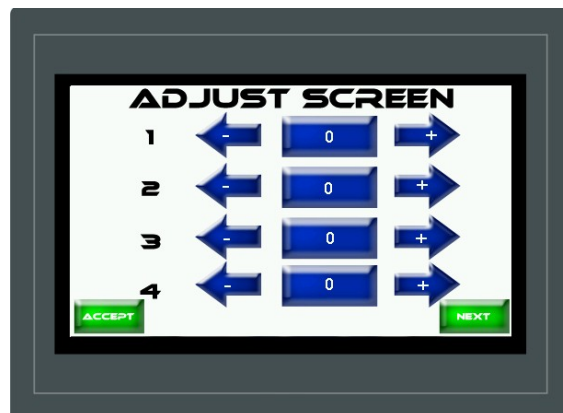 ADJUST SCREEN
1 - 0 +
2 - 0 +
3 - 0 +
4 - 0 +
ACCEPT NEXT